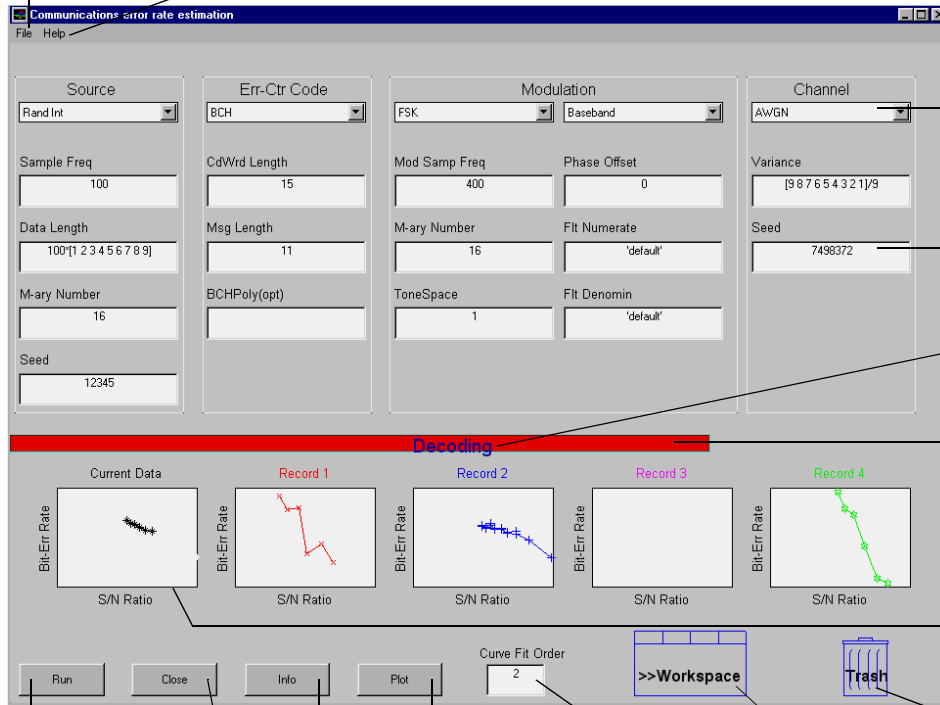 Communications error rate estimation
File Help
Source
Rand Int
Sample Freq
100
Data Length
100*[1 2 3 4 5 6 7 8 9]
M-ary Number
16
Seed
12345
Err-Ctr Code
BCH
CdWrd Length
15
Msg Length
11
BCHPoly(opt)
Modulation
FSK
Baseband
Mod Samp Freq
400
Phase Offset
0
M-ary Number
16
Flt Numerate
'default'
ToneSpace
1
Flt Denomin
'default'
Channel
AWGN
Variance
[9 8 7 6 5 4 3 2 1]/9
Seed
7498372
Decoding
Current Data
Bit-Err Rate
S/N Ratio
Record 1
Bit-Err Rate
S/N Ratio
Record 2
Bit-Err Rate
S/N Ratio
Record 3
Bit-Err Rate
S/N Ratio
Record 4
Bit-Err Rate
S/N Ratio
Run
Close
Info
Plot
Curve Fit Order
2
>>Workspace
Trash